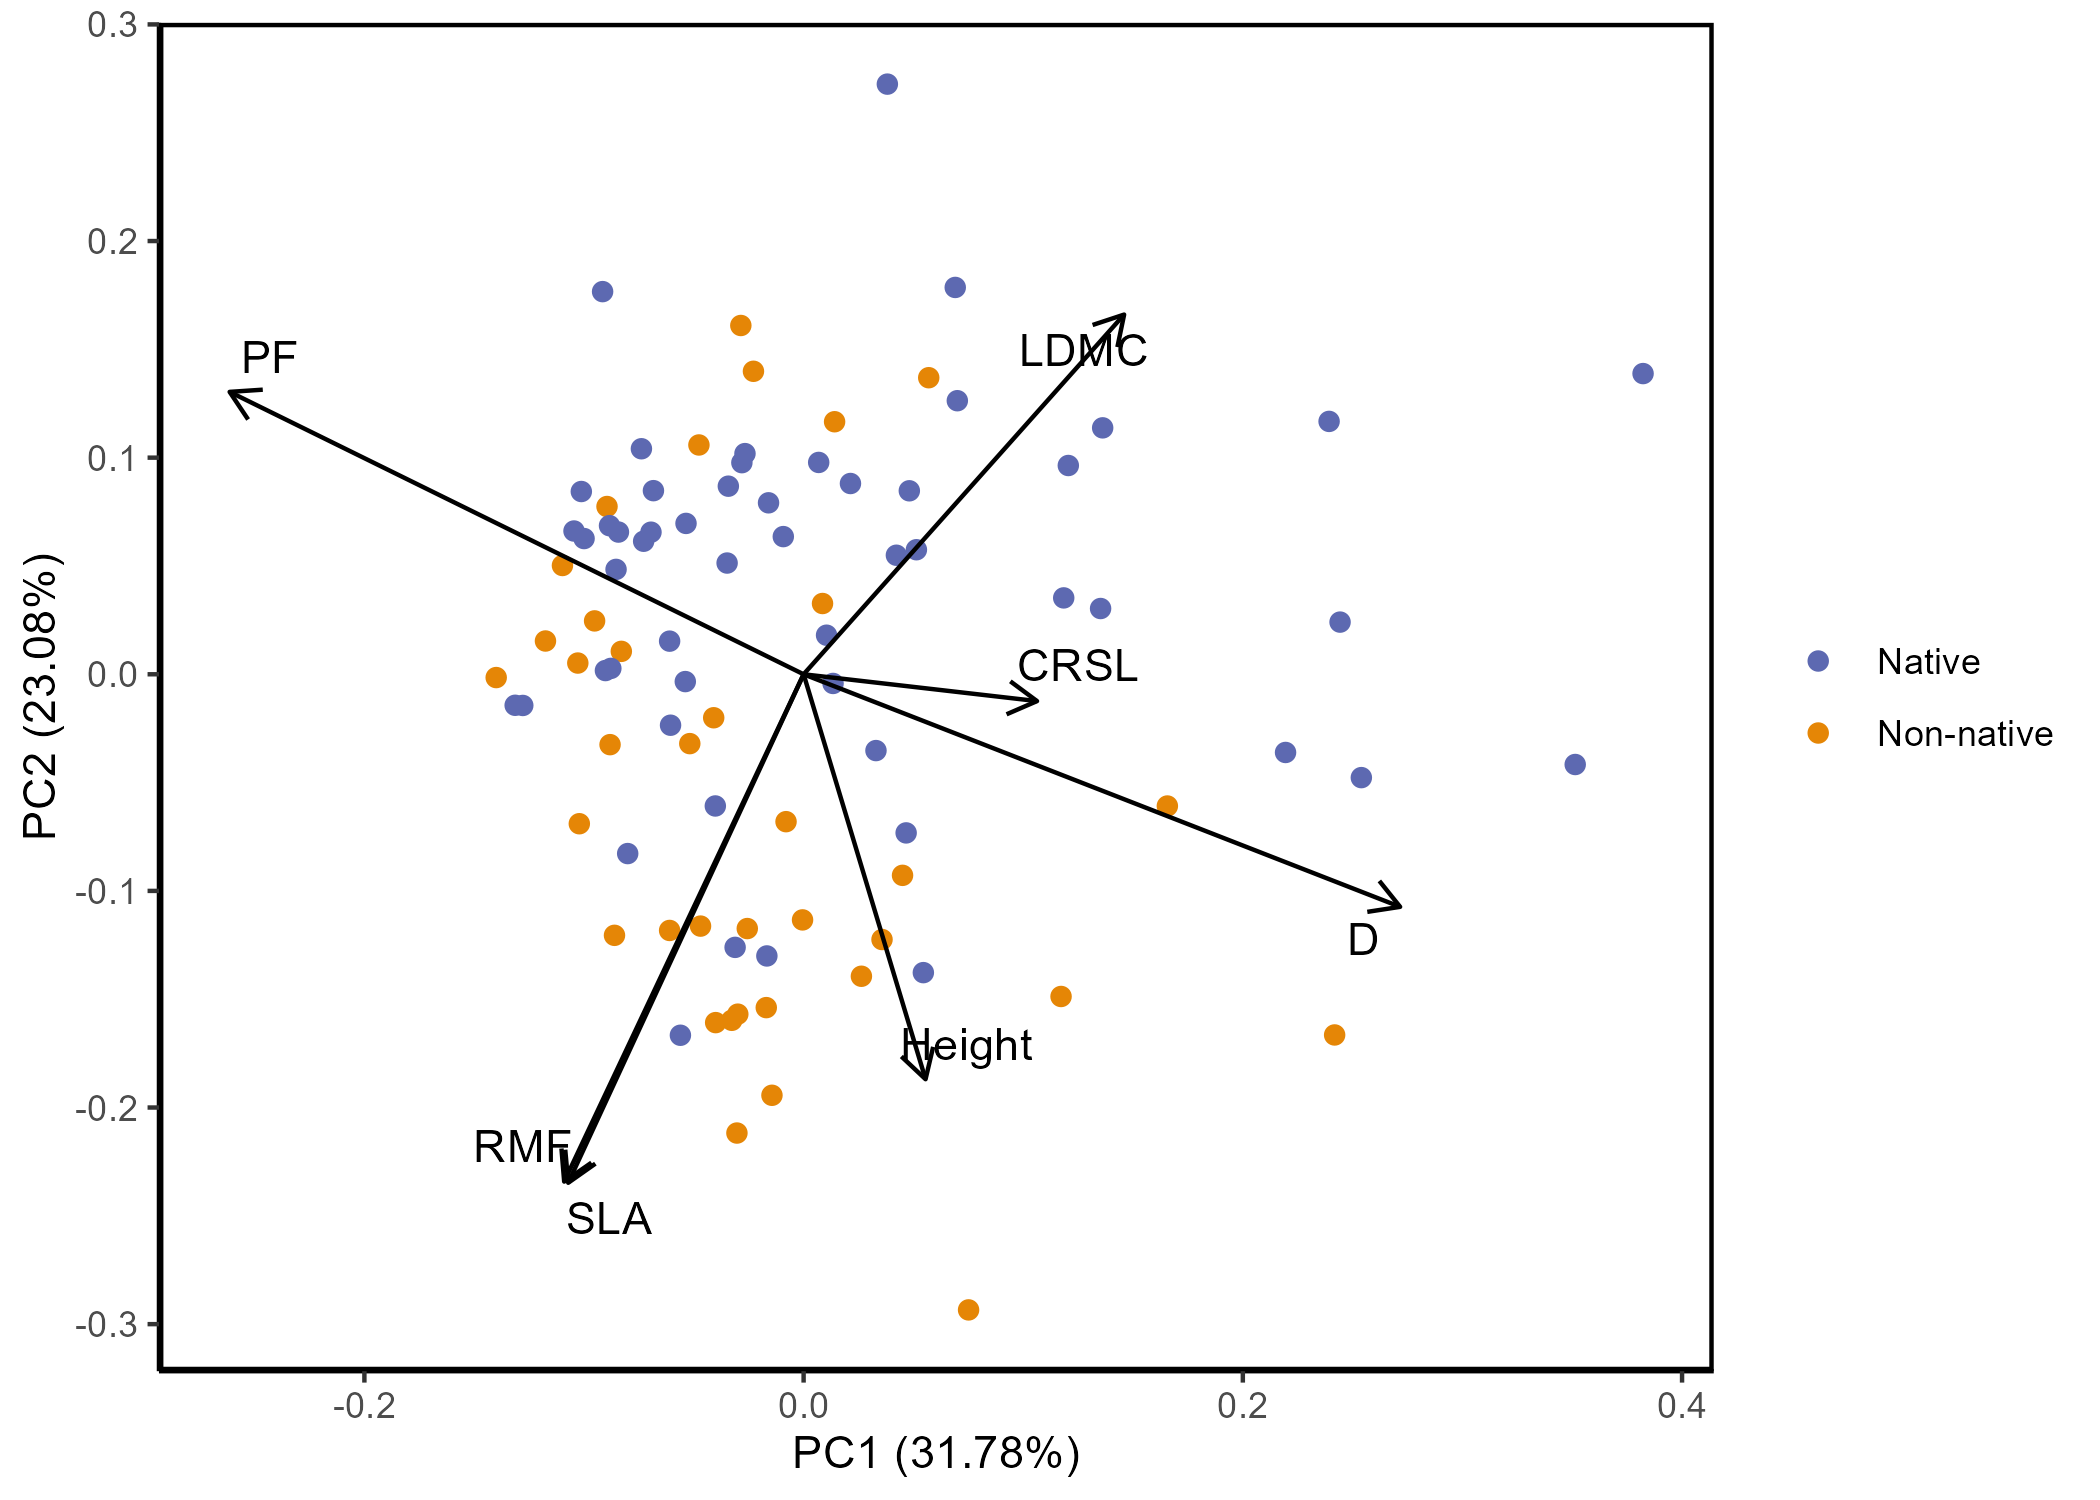 0.3
0.2
PF
LDMC
0.1
PC2 (23.08%)
0.0
CRSL
Native
Non-native
-0.1
D
Height
-0.2
RMF
SLA
-0.3
-0.2 0.0 0.2 0.4
PC1 (31.78%)